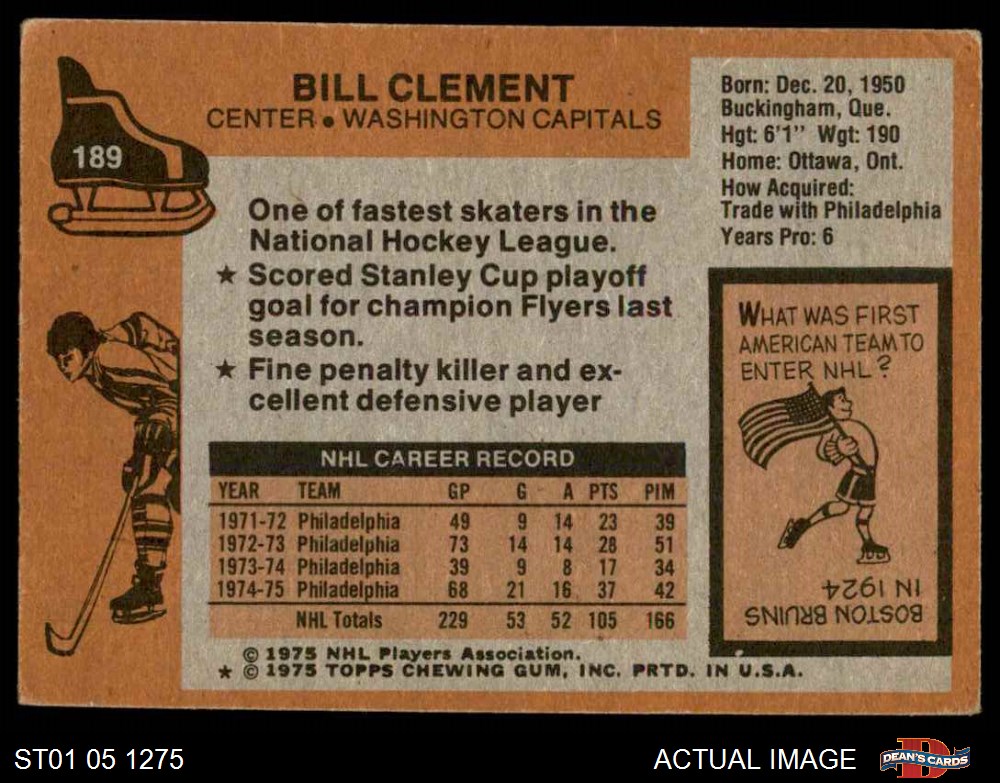 189
BILL CLEMENT
CENTER • WASHINGTON CAPITALS
Born: Dec. 20, 1950
Buckingham, Que.
Hgt: 6'1" Wgt: 190
Home: Ottawa, Ont.
How Acquired:
Trade with Philadelphia
Years Pro: 6
One of fastest skaters in the
National Hockey League.
★ Scored Stanley Cup playoff
goal for champion Flyers last
season.
★ Fine penalty killer and ex-
cellent defensive player
WHAT WAS FIRST
AMERICAN TEAM TO
ENTER NHL?
BOSTON BRUINS
IN 1924
NHL CAREER RECORD
YEAR TEAM GP G A PTS PIM
1971-72 Philadelphia 49 9 14 23 39
1972-73 Philadelphia 73 14 14 28 51
1973-74 Philadelphia 39 9 8 17 34
1974-75 Philadelphia 68 21 16 37 42
NHL Totals 229 53 52 105 166
© 1975 NHL Players Association.
★ © 1975 TOPPS CHEWING GUM, INC. PRTD. IN U.S.A.
ST01 05 1275
ACTUAL IMAGE
D
DEAN'S CARDS